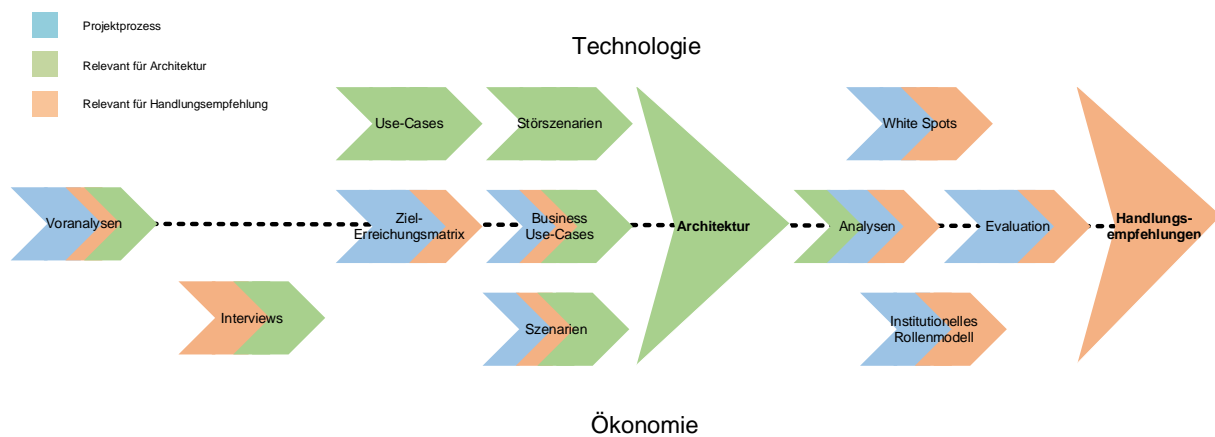 Projektprozess
Relevant für Architektur
Relevant für Handlungsempfehlung
Technologie
Use-Cases
Störszenarien
White Spots
Voranalysen
Ziel-
Erreichungsmatrix
Business
Use-Cases
Architektur
Analysen
Evaluation
Handlungs-
empfehlungen
Interviews
Szenarien
Institutionelles
Rollenmodell
Ökonomie